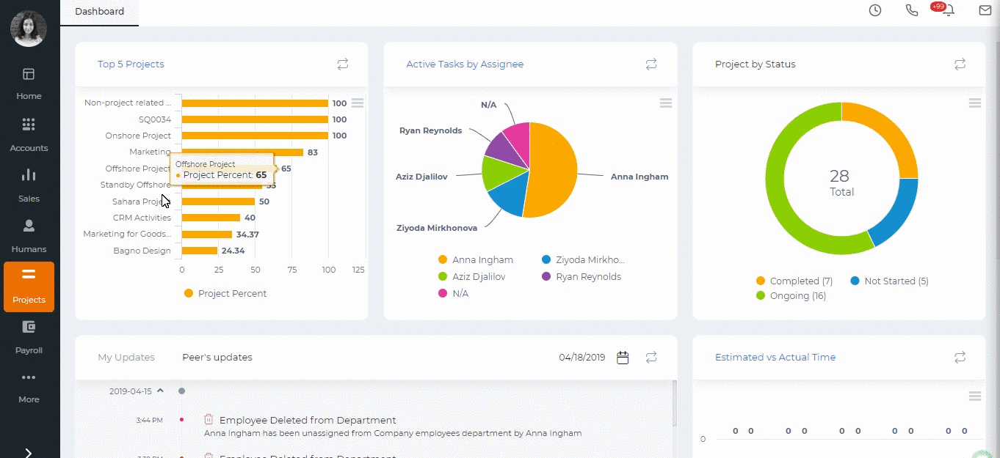 Dashboard
+99
Home
Accounts
Sales
Humans
Projects
Payroll
More
Top 5 Projects
Non-project related ... 100
SQ0034 100
Onshore Project 100
Marketing 83
Offshore Project 65
Offshore Project
Project Percent: 65
Standby Offshore 55
Sahara Proje
50
CRM Activities 40
Marketing for Goods... 34.37
Bagno Design 24.34
0 25 50 75 100 125
Project Percent
Active Tasks by Assignee
N/A
Ryan Reynolds
Aziz Djalilov
Anna Ingham
Ziyoda Mirkhonova
Anna Ingham Ziyoda Mirkho...
Aziz Djalilov Ryan Reynolds
N/A
Project by Status
28
Total
Completed (7) Not Started (5)
Ongoing (16)
My Updates Peer's updates 04/18/2019
2019-04-15
3:44 PM Employee Deleted from Department
Anna Ingham has been unassigned from Company employees department by Anna Ingham
Employee Deleted from Department
Estimated vs Actual Time
0 0 0 0 0 0 0 0 0 0
0